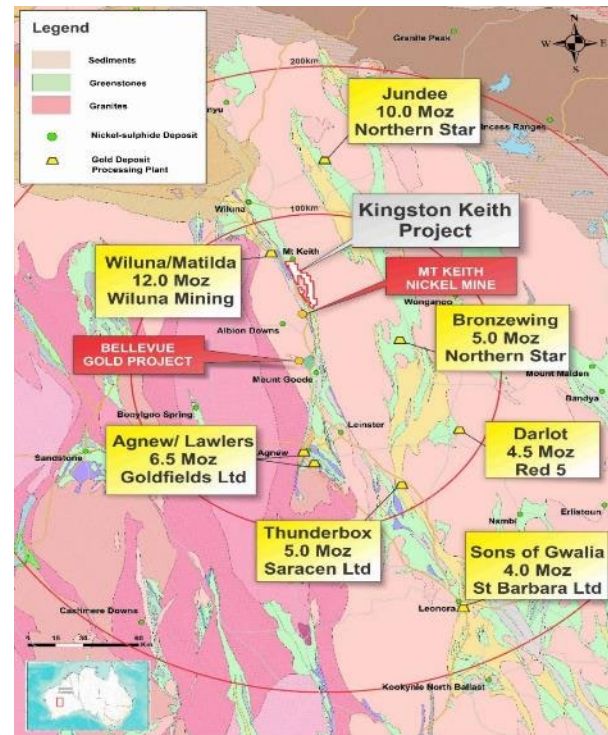 Legend
Sediments
Greenstones
Granites
Nickel-sulphide Deposit
Gold Deposit
Processing Plant
W
E
S
Granite Peak
200km
Jundee
10.0 Moz
Northern Star
Wiluna
100km
Kingston Keith
Project
Mt Keith
Wiluna/Matilda
12.0 Moz
Wiluna Mining
MT KEITH
NICKEL MINE
Albion Downs
Bronzewing
5.0 Moz
Northern Star
BELLEVUE
GOLD PROJECT
Mount Goode
Mount Maiden
Bandya
Booylgoo Spring
Leinster
Darlot
4.5 Moz
Red 5
Sandstone
Agnew/ Lawlers
6.5 Moz
Goldfields Ltd
Agnew
Thunderbox
5.0 Moz
Saracen Ltd
Nambi
Erlistoun
Sons of Gwalia
4.0 Moz
St Barbara Ltd
Leonora
Cashmere Downs
Km
Kookynie North Ballast